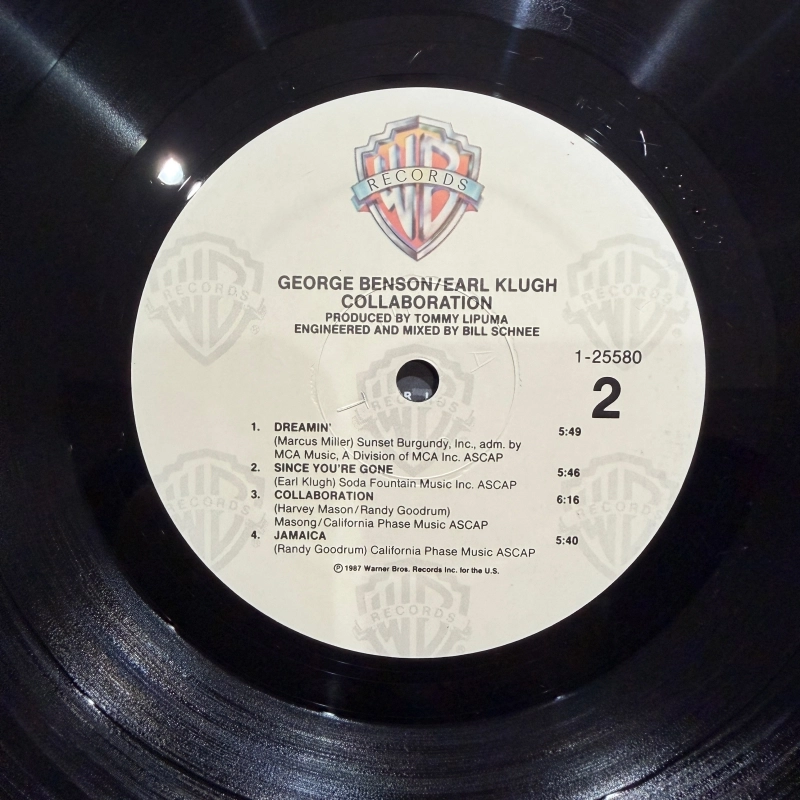 WB
RECORDS
GEORGE BENSON/EARL KLUGH
COLLABORATION
PRODUCED BY TOMMY LIPUMA
ENGINEERED AND MIXED BY BILL SCHNEE
1-25580
2
1. DREAMIN' 5:49
(Marcus Miller) Sunset Burgundy, Inc., adm. by
MCA Music, A Division of MCA Inc. ASCAP
2. SINCE YOU'RE GONE 5:46
(Earl Klugh) Soda Fountain Music Inc. ASCAP
3. COLLABORATION 6:16
(Harvey Mason/Randy Goodrum)
Masong/California Phase Music ASCAP
4. JAMAICA 5:40
(Randy Goodrum) California Phase Music ASCAP
℗ 1987 Warner Bros. Records Inc. for the U.S.